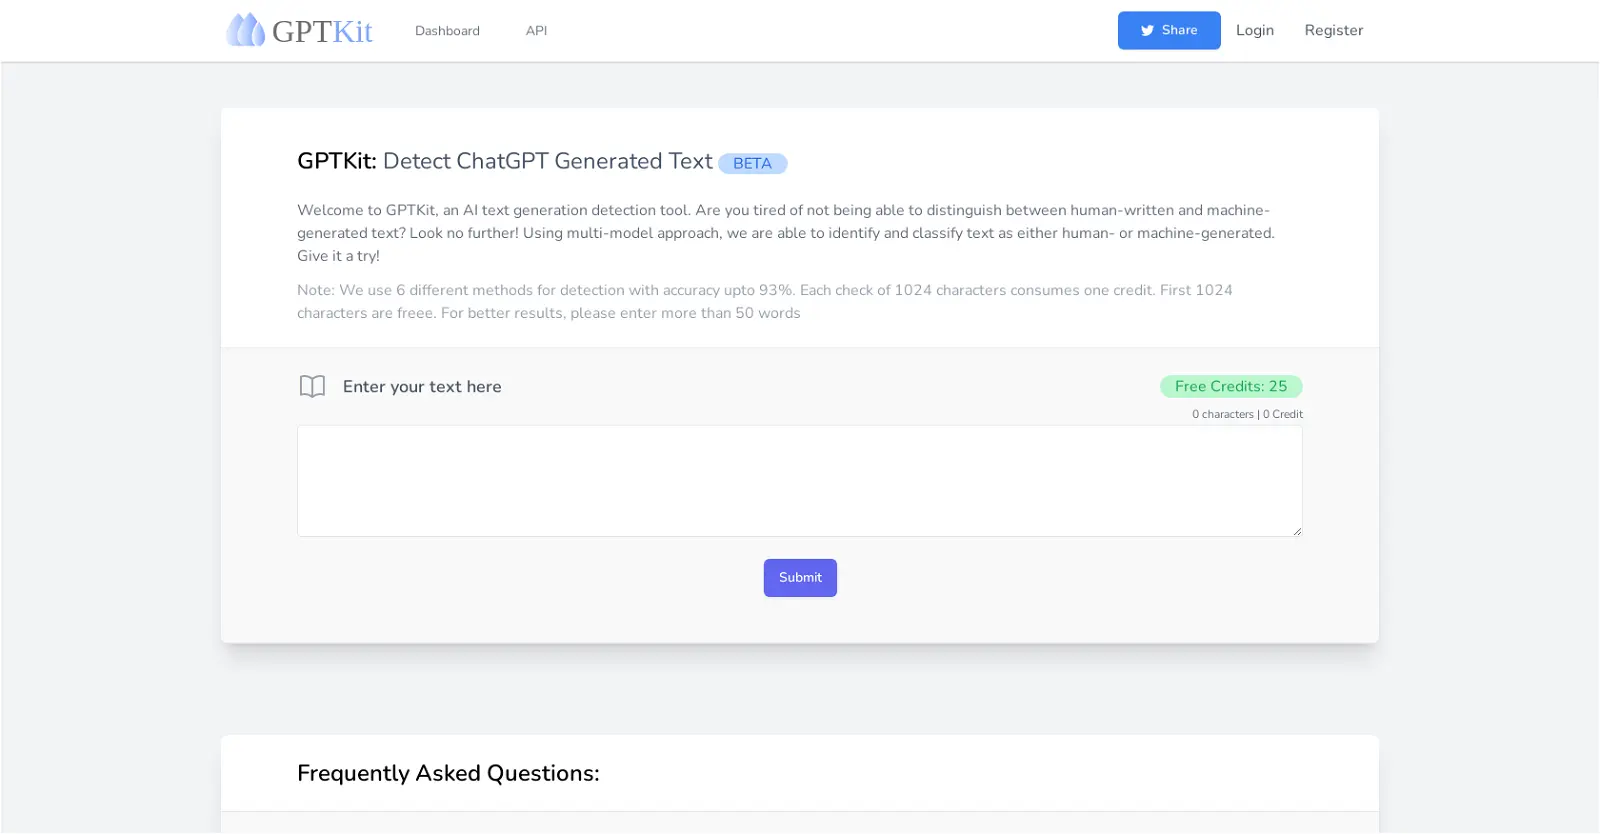 GPTKit Dashboard API Share Login Register
GPTKit: Detect ChatGPT Generated Text BETA
Welcome to GPTKit, an AI text generation detection tool. Are you tired of not being able to distinguish between human-written and machine-
generated text? Look no further! Using multi-model approach, we are able to identify and classify text as either human- or machine-generated.
Give it a try!
Note: We use 6 different methods for detection with accuracy upto 93%. Each check of 1024 characters consumes one credit. First 1024
characters are freee. For better results, please enter more than 50 words
Enter your text here Free Credits: 25
0 characters | 0 Credit
Submit
Frequently Asked Questions: